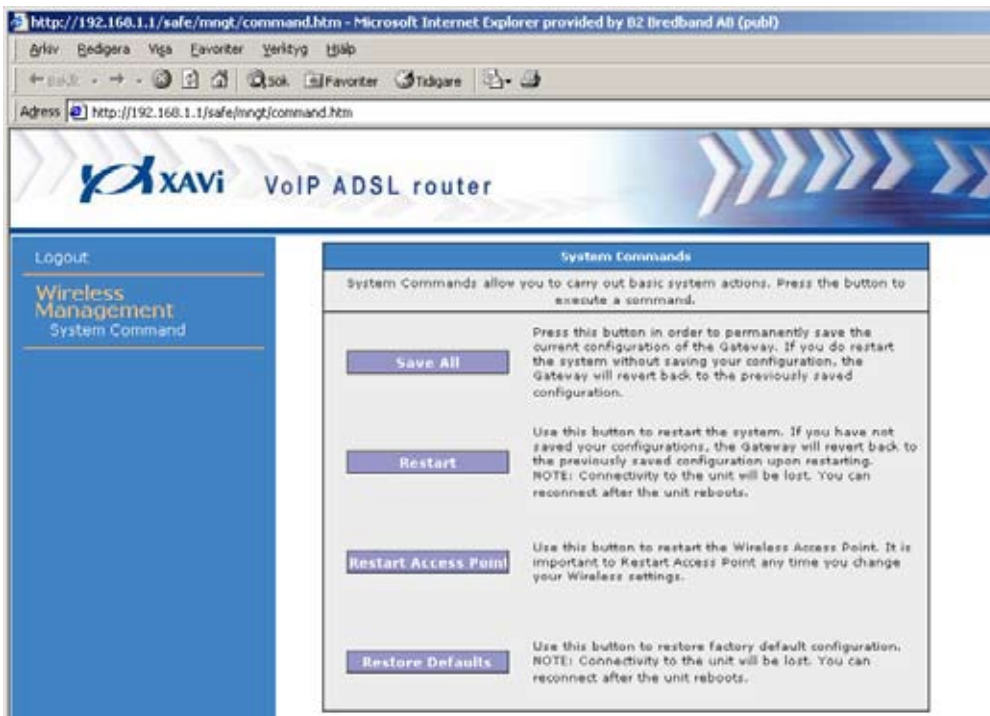 http://192.168.1.1/safe/mngt/command.htm - Microsoft Internet Explorer provided by B2 Bredband AB (publ)
Arkiv Redigera Visa Favoriter Verktyg Hjälp
Bakåt Sök Favoriter Tidigare
Adress http://192.168.1.1/safe/mngt/command.htm
XAVi VoIP ADSL router
Logout
Wireless
Management
System Command
System Commands
System Commands allow you to carry out basic system actions. Press the button to
execute a command.
Save All
Press this button in order to permanently save the
current configuration of the Gateway. If you do restart
the system without saving your configuration, the
Gateway will revert back to the previously saved
configuration.
Restart
Use this button to restart the system. If you have not
saved your configurations, the Gateway will revert back to
the previously saved configuration upon restarting.
NOTE: Connectivity to the unit will be lost. You can
reconnect after the unit reboots.
Restart Access Point
Use this button to restart the Wireless Access Point. It is
important to Restart Access Point any time you change
your Wireless settings.
Restore Defaults
Use this button to restore factory default configuration.
NOTE: Connectivity to the unit will be lost. You can
reconnect after the unit reboots.